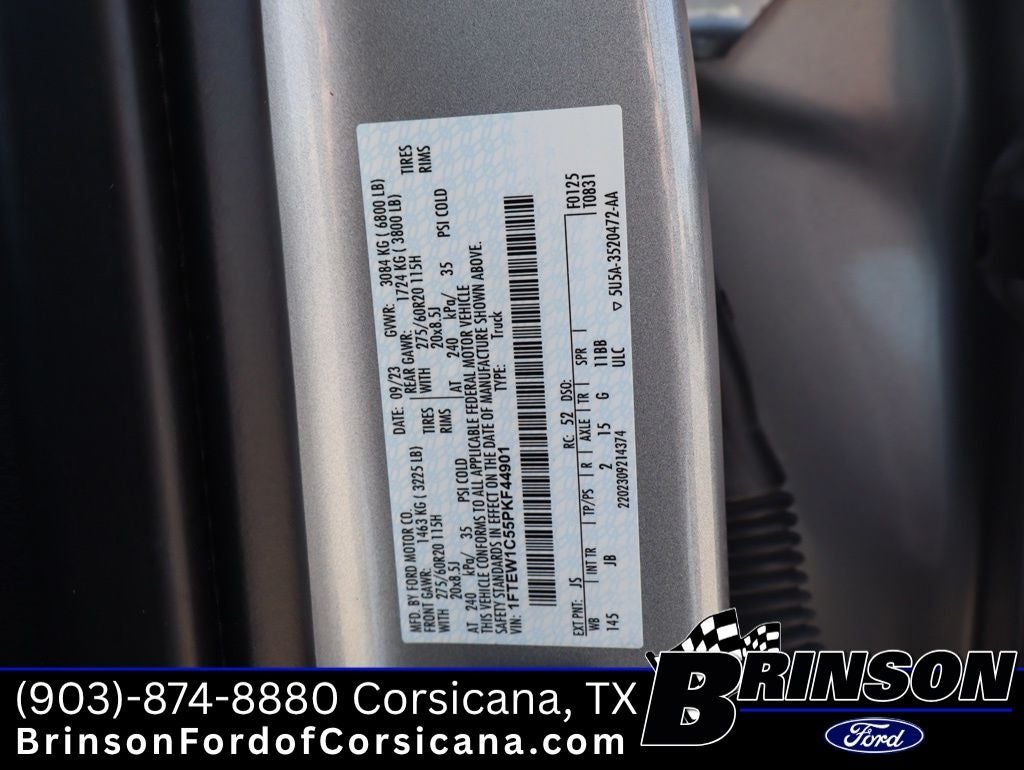 MFD. BY FORD MOTOR CO.
DATE: 09/23 GVWR: 3084 KG ( 6800 LB)
FRONT GAWR: 1463 KG ( 3225 LB)
REAR GAWR: 1724 KG ( 3800 LB)
WITH 275/60R20 115H TIRES
WITH 275/60R20 115H TIRES
20x8.5J RIMS
20x8.5J RIMS
AT 240 kPa/ 35 PSI COLD
AT 240 kPa/ 35 PSI COLD
THIS VEHICLE CONFORMS TO ALL APPLICABLE FEDERAL MOTOR VEHICLE
SAFETY STANDARDS IN EFFECT ON THE DATE OF MANUFACTURE SHOWN ABOVE.
VIN: 1FTEW1C55PKF44901 TYPE: Truck
EXT PNT: JS RC: 52 DSO: F0125
WB INT TR TP/PS R AXLE TR SPR T0831
145 JB 2 15 G 11BB
2202309214374 ULC
▽ 5U5A-3520472-AA
(903)-874-8880 Corsicana, TX
BrinsonFordofCorsicana.com
BRINSON
Ford